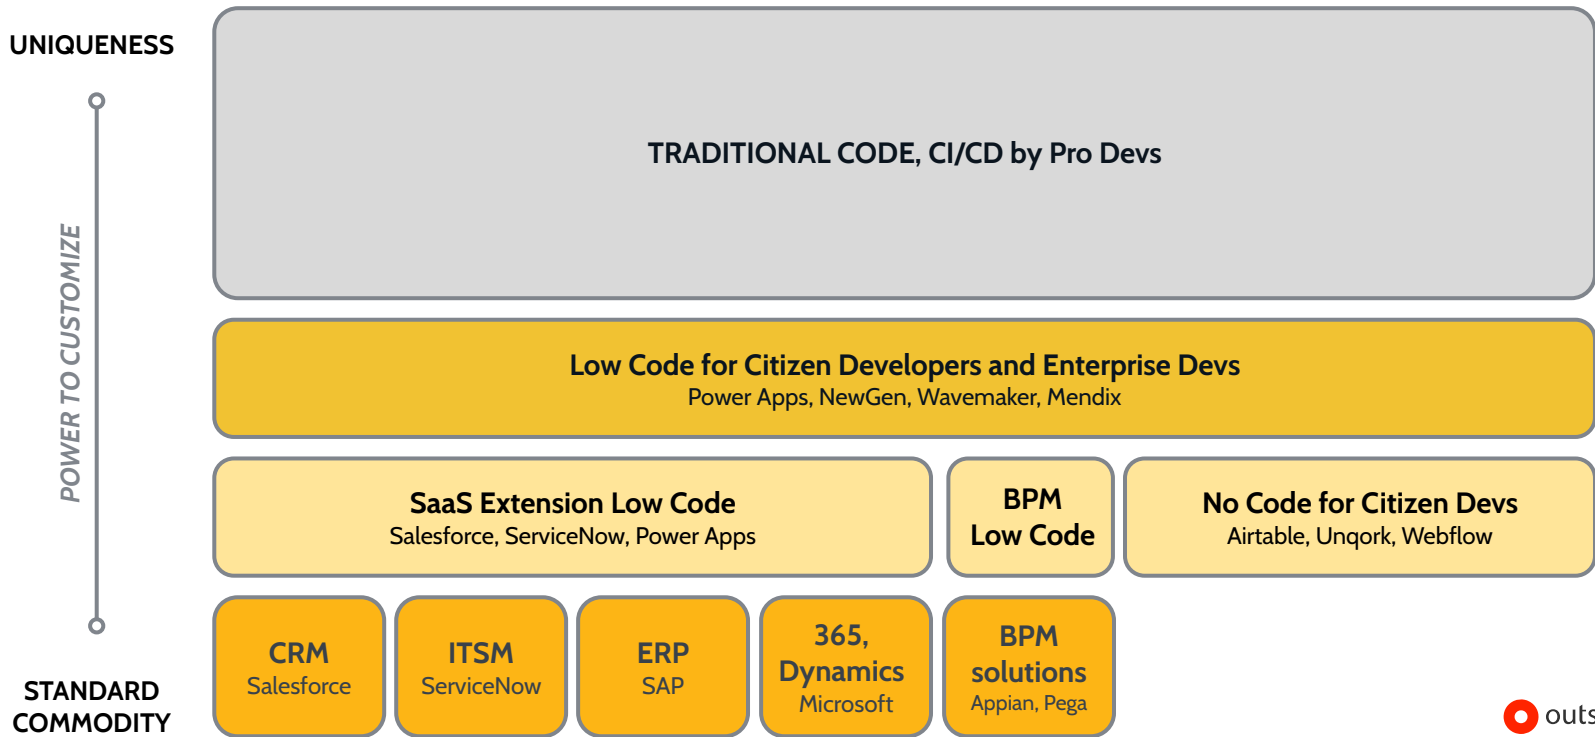 UNIQUENESS
POWER TO CUSTOMIZE
STANDARD
COMMODITY
TRADITIONAL CODE, CI/CD by Pro Devs
Low Code for Citizen Developers and Enterprise Devs
Power Apps, NewGen, Wavemaker, Mendix
SaaS Extension Low Code
Salesforce, ServiceNow, Power Apps
BPM
Low Code
No Code for Citizen Devs
Airtable, Unqork, Webflow
CRM
Salesforce
ITSM
ServiceNow
ERP
SAP
365,
Dynamics
Microsoft
BPM
solutions
Appian, Pega
outs